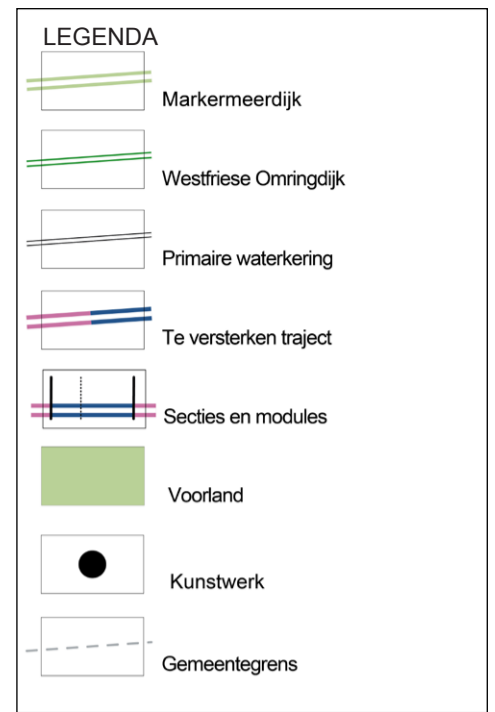 LEGENDA
Markermeerdijk
Westfriese Omringdijk
Primaire waterkering
Te versterken traject
Secties en modules
Voorland
Kunstwerk
Gemeentegrens